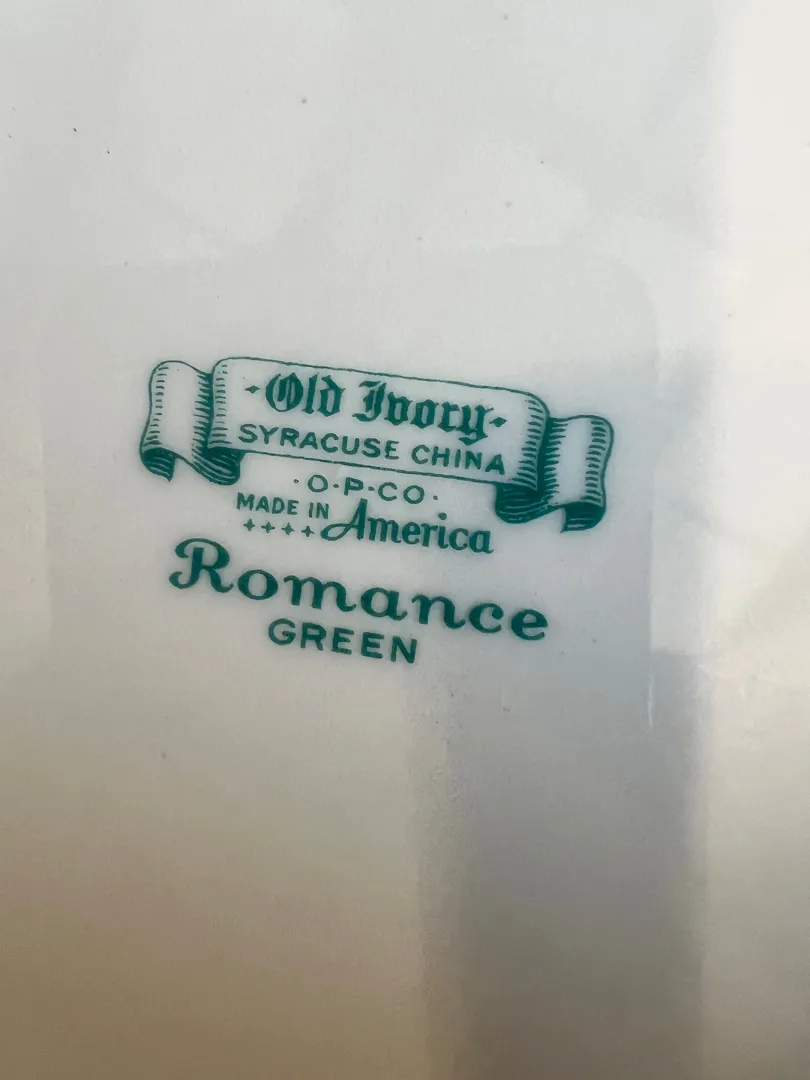 ·Old Ivory·
SYRACUSE CHINA
·O·P·CO·
MADE IN America
Romance
GREEN